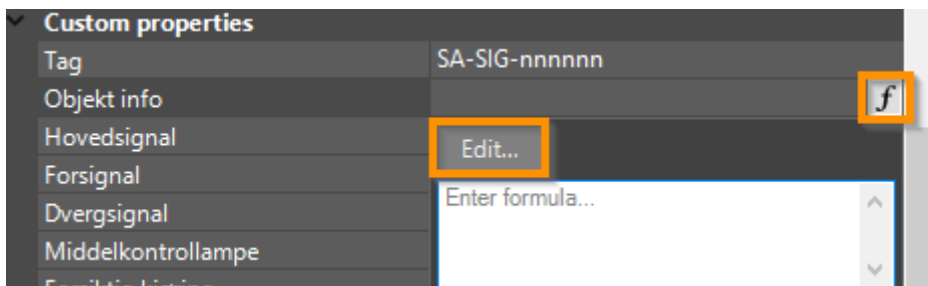 Custom properties
Tag SA-SIG-nnnnnn
Objekt info f
Hovedsignal Edit...
Forsignal
Enter formula...
Dvergsignal
Middelkontrollampe